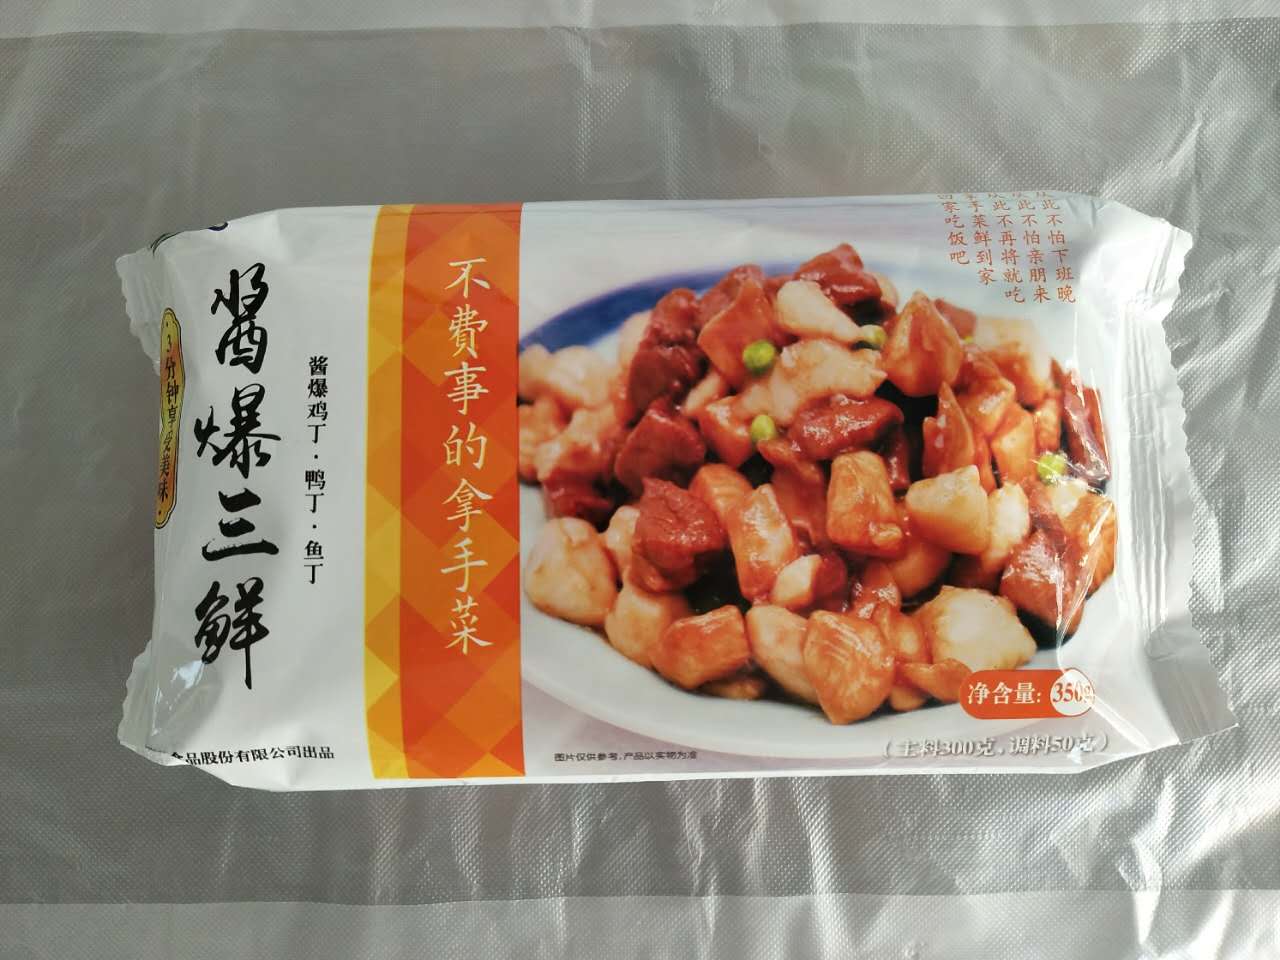 醬爆三鲜
酱爆鸡丁·鸭丁·鱼丁
3分钟享受美味
食品股份有限公司出品
不費事的拿手菜
此不怕下班晚
此不怕亲朋来
此不再将就吃
手菜鲜到家
家吃饭吧
净含量:350g
(主料300克,调料50克)
图片仅供参考,产品以实物为准